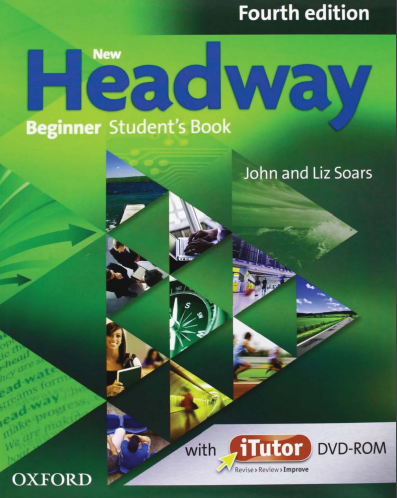 Fourth edition
New
Headway
Beginner Student's Book
John and Liz Soars
with iTutor DVD-ROM
Revise › Review › Improve
OXFORD